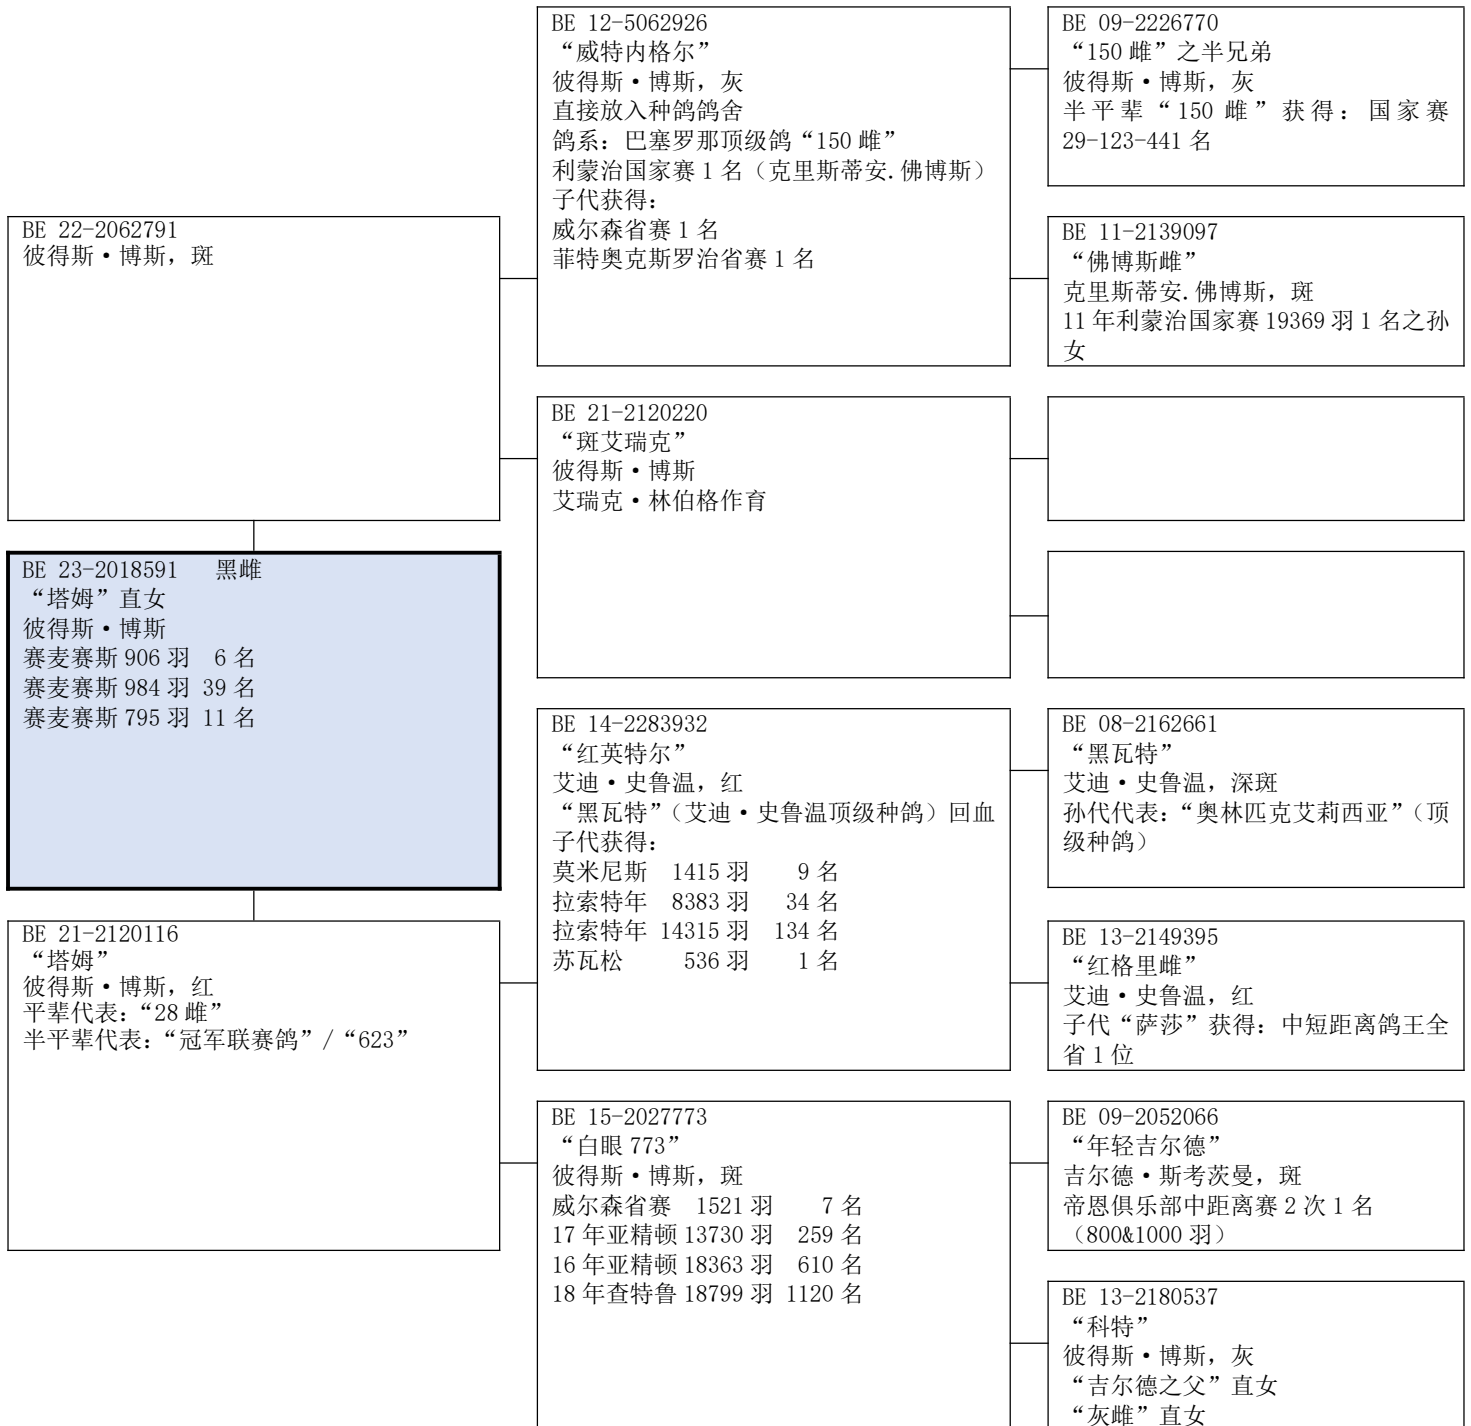 BE 22-2062791
彼得斯·博斯，斑
BE 23-2018591 黑雌
“塔姆”直女
彼得斯·博斯
赛麦赛斯 906 羽 6 名
赛麦赛斯 984 羽 39 名
赛麦赛斯 795 羽 11 名
BE 21-2120116
“塔姆”
彼得斯·博斯，红
平辈代表：“28 雌”
半平辈代表：“冠军联赛鸽” / “623”
BE 12-5062926
“威特内格尔”
彼得斯·博斯，灰
直接放入种鸽鸽舍
鸽系：巴塞罗那顶级鸽“150 雌”
利蒙治国家赛 1 名（克里斯蒂安.佛博斯）
子代获得：
威尔森省赛 1 名
菲特奥克斯罗治省赛 1 名
BE 21-2120220
“斑艾瑞克”
彼得斯·博斯
艾瑞克·林伯格作育
BE 14-2283932
“红英特尔”
艾迪·史鲁温，红
“黑瓦特”（艾迪·史鲁温顶级种鸽）回血
子代获得：
莫米尼斯 1415 羽 9 名
拉索特年 8383 羽 34 名
拉索特年 14315 羽 134 名
苏瓦松 536 羽 1 名
BE 15-2027773
“白眼 773”
彼得斯·博斯，斑
威尔森省赛 1521 羽 7 名
17 年亚精顿 13730 羽 259 名
16 年亚精顿 18363 羽 610 名
18 年查特鲁 18799 羽 1120 名
BE 09-2226770
“150 雌”之半兄弟
彼得斯·博斯，灰
半平辈“150 雌”获得：国家赛
29-123-441 名
BE 11-2139097
“佛博斯雌”
克里斯蒂安.佛博斯，斑
11 年利蒙治国家赛 19369 羽 1 名之孙
女
BE 08-2162661
“黑瓦特”
艾迪·史鲁温，深斑
孙代代表：“奥林匹克艾莉西亚”（顶
级种鸽）
BE 13-2149395
“红格里雌”
艾迪·史鲁温，红
子代“萨莎”获得：中短距离鸽王全
省 1 位
BE 09-2052066
“年轻吉尔德”
吉尔德·斯考茨曼，斑
帝恩俱乐部中距离赛 2 次 1 名
（800&1000 羽）
BE 13-2180537
“科特”
彼得斯·博斯，灰
“吉尔德之父”直女
“灰雌”直女